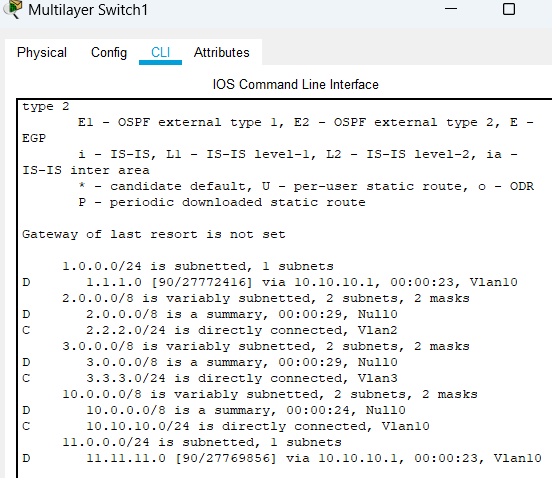 Multilayer Switch1
Physical Config CLI Attributes
IOS Command Line Interface
type 2
E1 - OSPF external type 1, E2 - OSPF external type 2, E -
EGP
i - IS-IS, L1 - IS-IS level-1, L2 - IS-IS level-2, ia -
IS-IS inter area
* - candidate default, U - per-user static route, o - ODR
P - periodic downloaded static route
Gateway of last resort is not set
1.0.0.0/24 is subnetted, 1 subnets
D 1.1.1.0 [90/27772416] via 10.10.10.1, 00:00:23, Vlan10
2.0.0.0/8 is variably subnetted, 2 subnets, 2 masks
D 2.0.0.0/8 is a summary, 00:00:29, Null0
C 2.2.2.0/24 is directly connected, Vlan2
3.0.0.0/8 is variably subnetted, 2 subnets, 2 masks
D 3.0.0.0/8 is a summary, 00:00:29, Null0
C 3.3.3.0/24 is directly connected, Vlan3
10.0.0.0/8 is variably subnetted, 2 subnets, 2 masks
D 10.0.0.0/8 is a summary, 00:00:24, Null0
C 10.10.10.0/24 is directly connected, Vlan10
11.0.0.0/24 is subnetted, 1 subnets
D 11.11.11.0 [90/27769856] via 10.10.10.1, 00:00:23, Vlan10